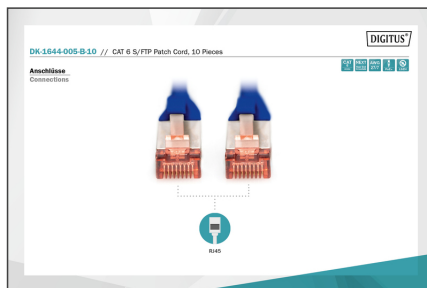 DIGITUS®
DK-1644-005-B-10 // CAT 6 S/FTP Patch Cord, 10 Pieces
Anschlüsse
Connections
RJ45